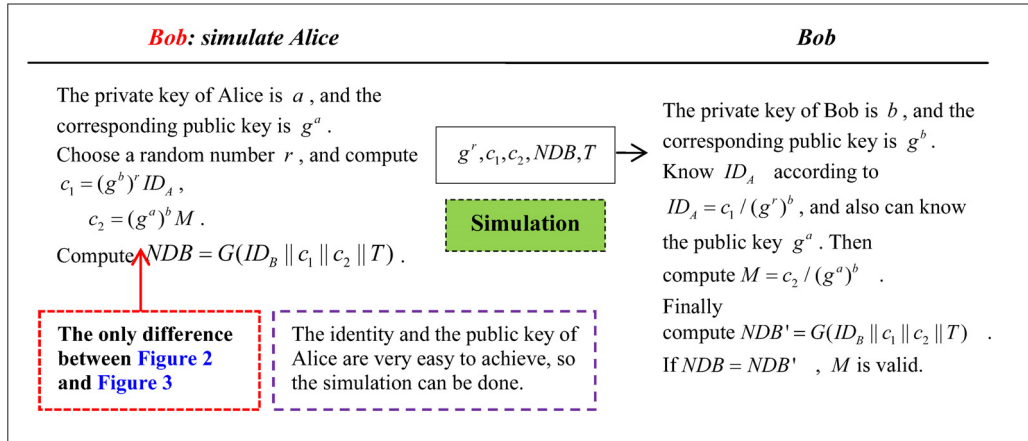 Bob: simulate Alice
The private key of Alice is a , and the
corresponding public key is g^a .
Choose a random number r , and compute
c_1 = (g^b)^r ID_A ,
c_2 = (g^a)^b M .
Compute NDB = G(ID_B || c_1 || c_2 || T) .
The only difference
between Figure 2
and Figure 3
The identity and the public key of
Alice are very easy to achieve, so
the simulation can be done.
g^r , c_1 , c_2 , NDB , T
Simulation
Bob
The private key of Bob is b , and the
corresponding public key is g^b .
Know ID_A according to
ID_A = c_1 / (g^r)^b , and also can know
the public key g^a . Then
compute M = c_2 / (g^a)^b .
Finally
compute NDB' = G(ID_B || c_1 || c_2 || T) .
If NDB = NDB' , M is valid.